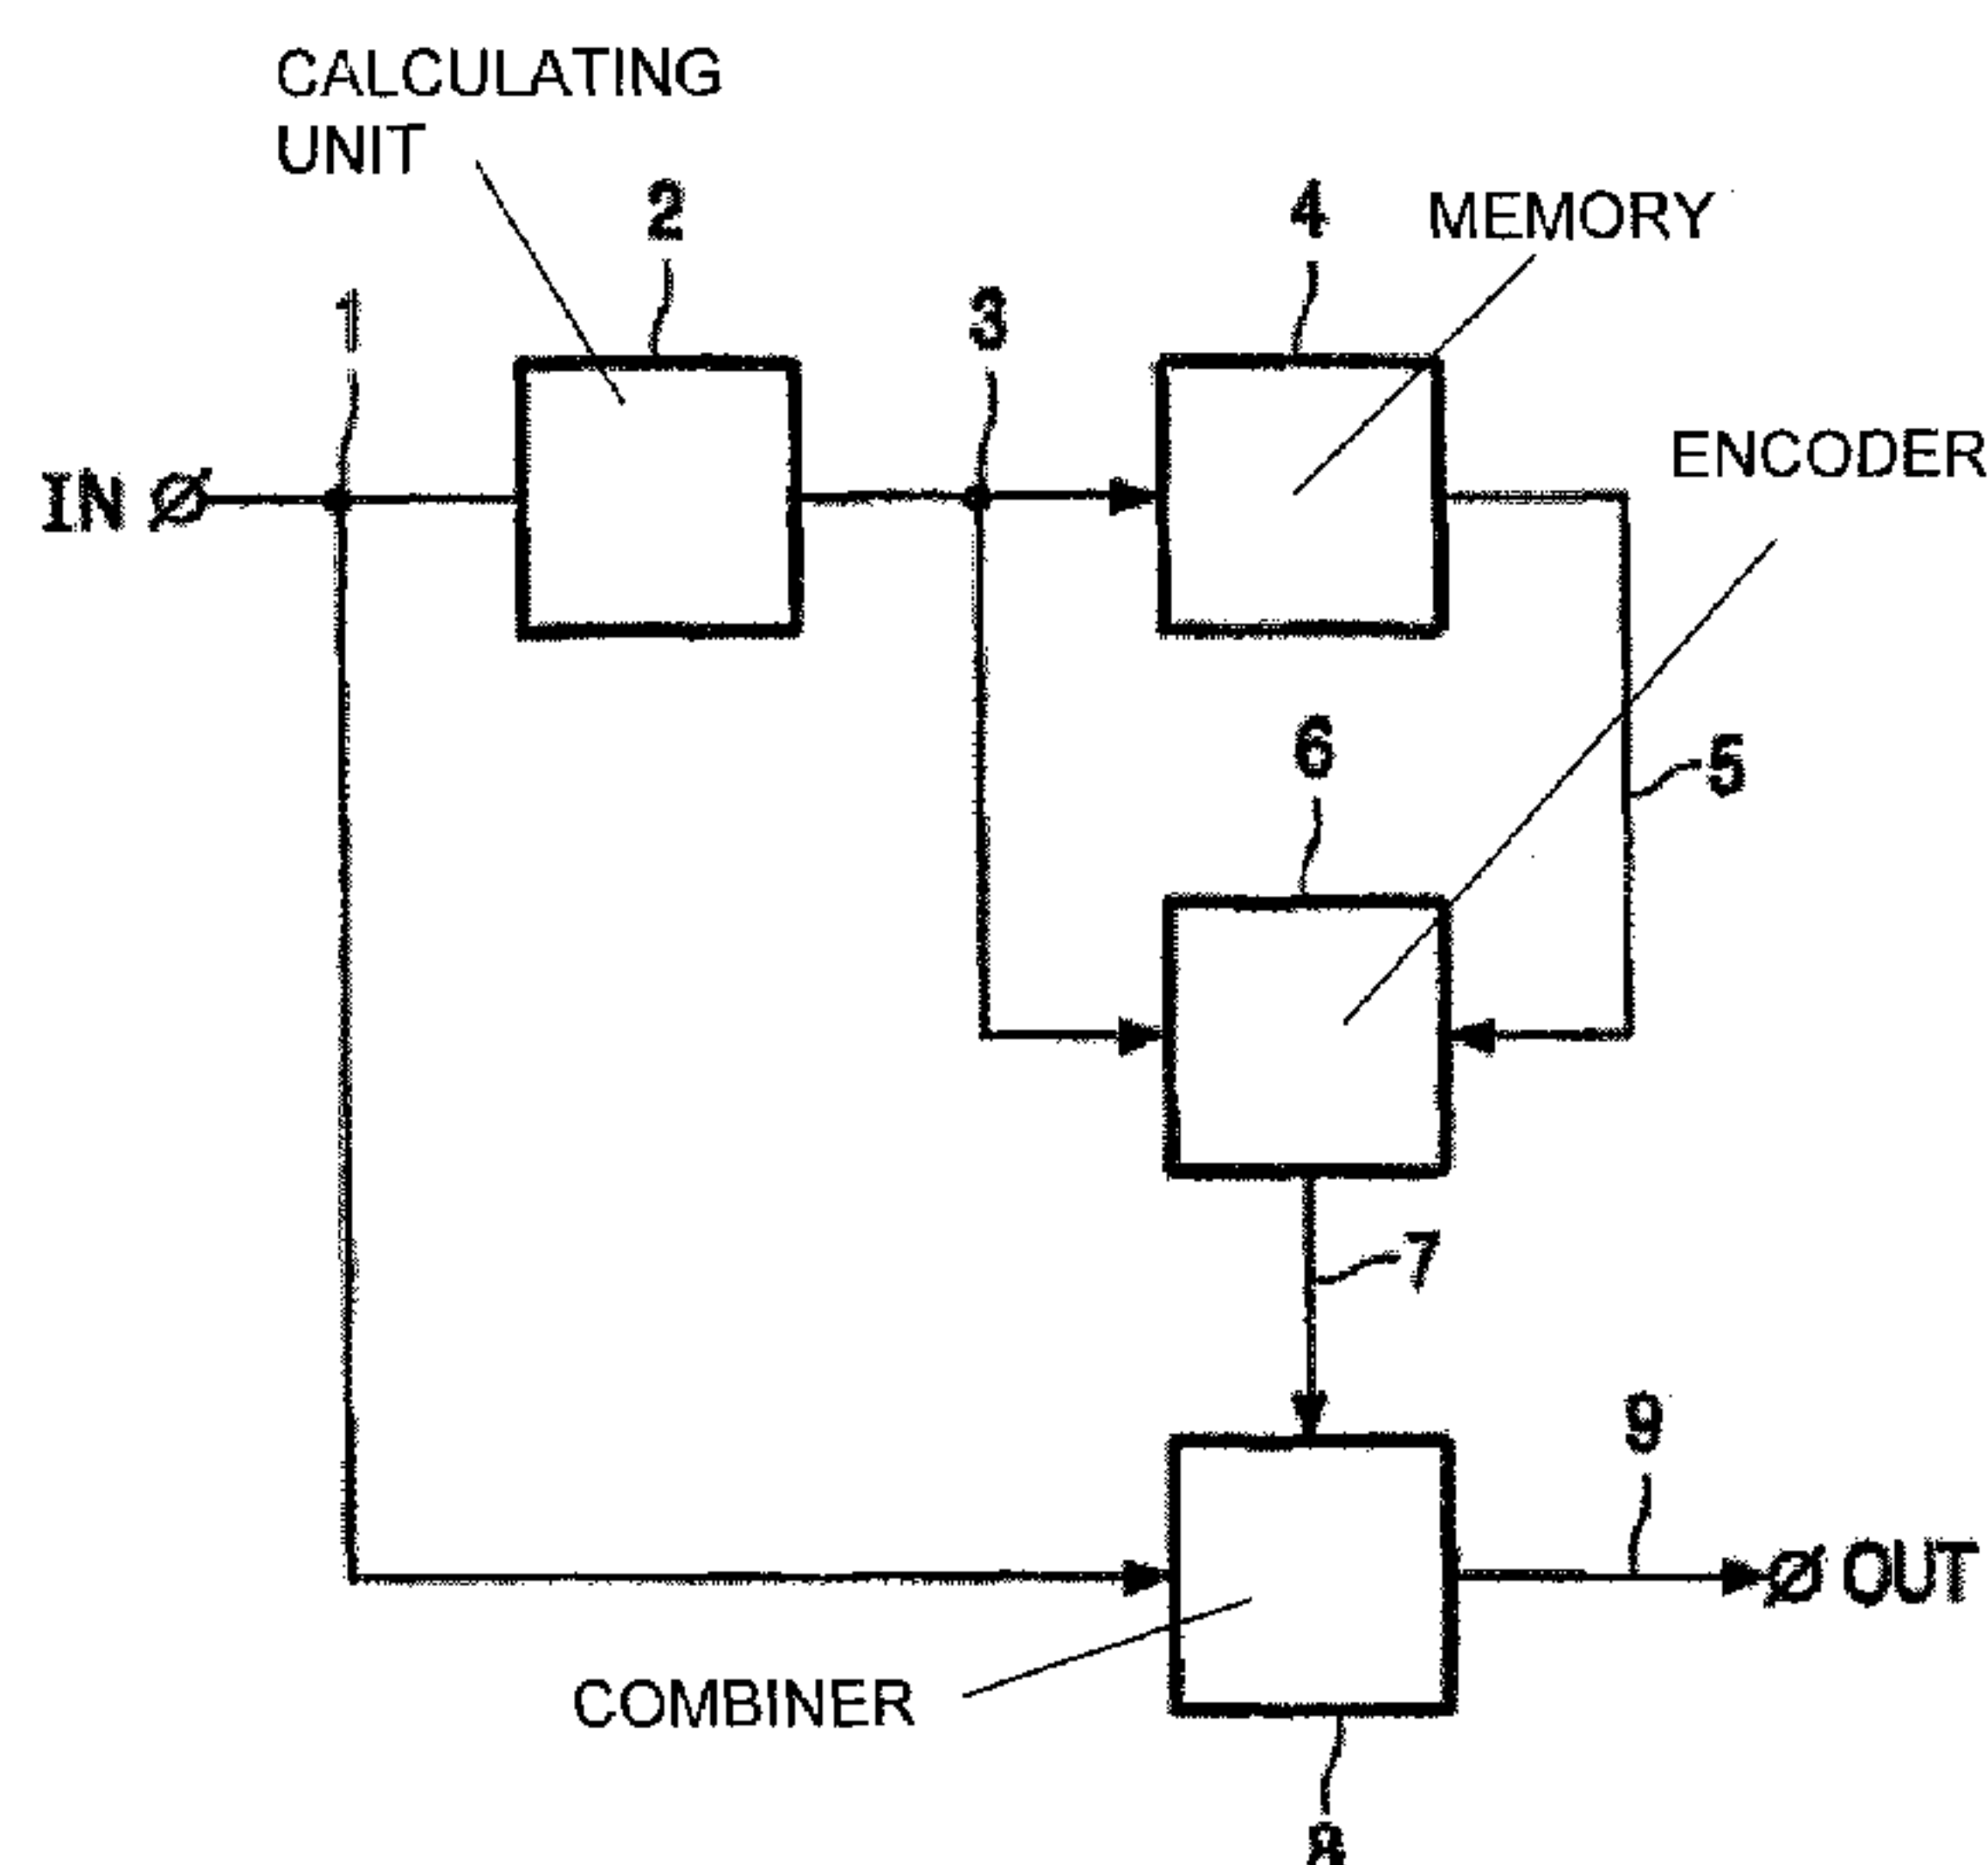 CALCULATING
UNIT
2
4
MEMORY
1
3
ENCODER
IN
6
5
7
9
OUT
COMBINER
8